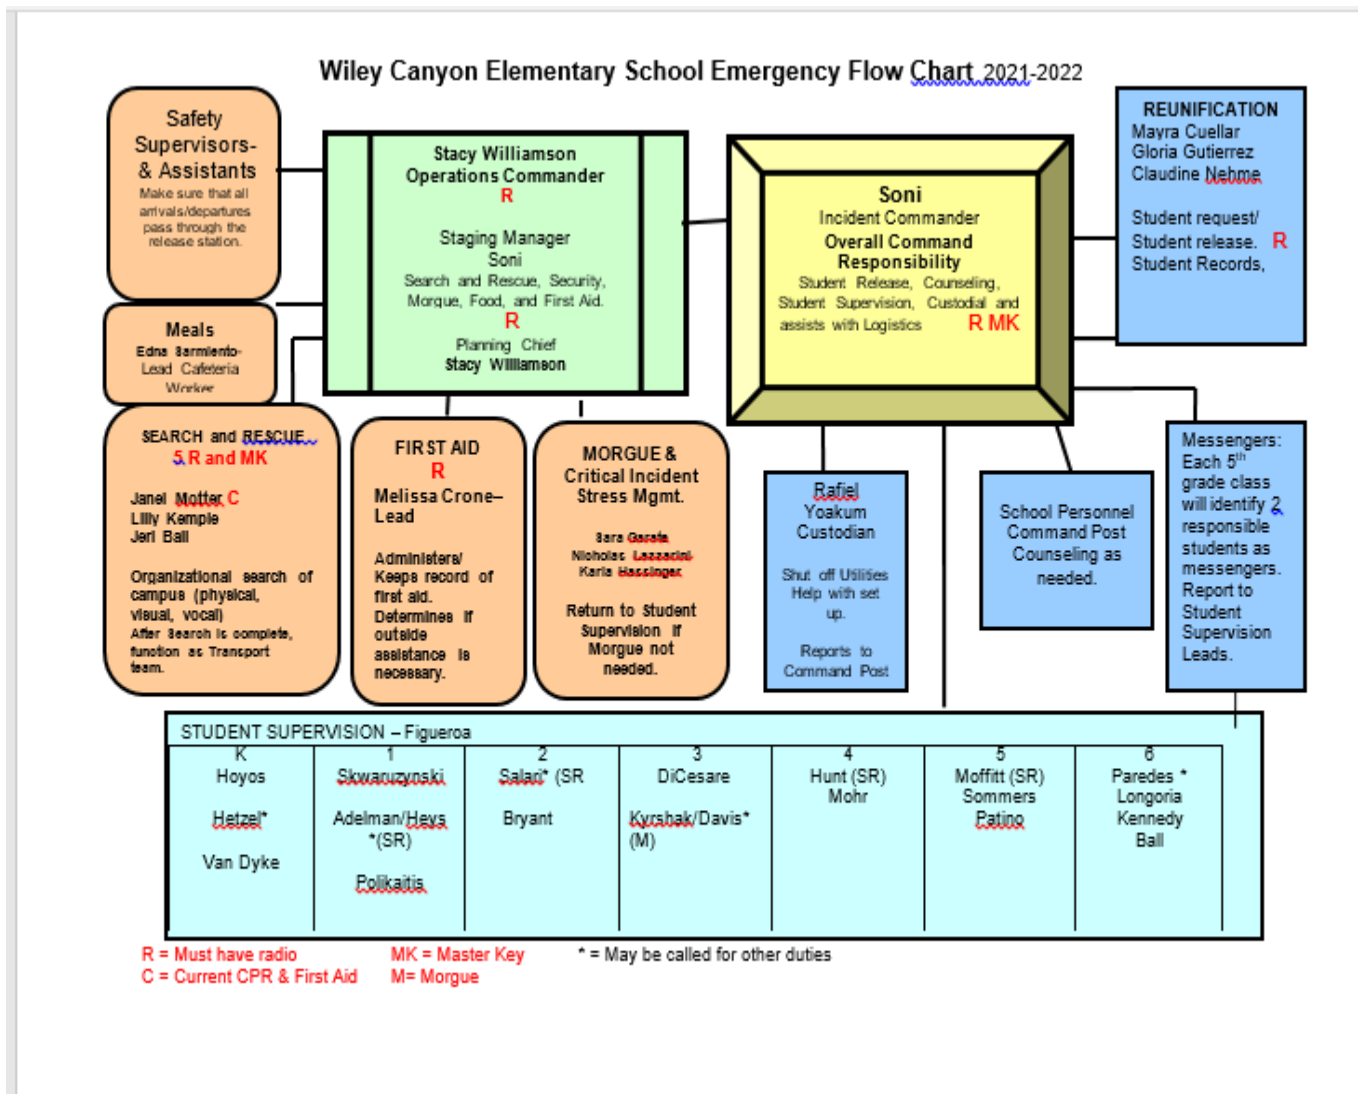 Wiley Canyon Elementary School Emergency Flow Chart 2021-2022
Safety
Supervisors-
& Assistants
Make sure that all
arrivals/departures
pass through the
release station.
Meals
Edna Sarmiento-
Lead Cafeteria
Worker
Stacy Williamson
Operations Commander
R
Staging Manager
Soni
Search and Rescue, Security,
Morgue, Food, and First Aid.
R
Planning Chief
Stacy Williamson
Soni
Incident Commander
Overall Command
Responsibility
Student Release, Counseling,
Student Supervision, Custodial and
assists with Logistics R MK
REUNIFICATION
Mayra Cuellar
Gloria Gutierrez
Claudine Nehme
Student request/
Student release. R
Student Records,
SEARCH and RESCUE
5 R and MK
Janel Motter C
Lilly Kemple
Jeri Ball
Organizational search of
campus (physical,
visual, vocal)
After Search is complete,
function as Transport
team.
FIRST AID
R
Melissa Crone–
Lead
Administers/
Keeps record of
first aid.
Determines if
outside
assistance is
necessary.
MORGUE &
Critical Incident
Stress Mgmt.
Sara
Nicholas Lazzarini
Karla Hassinger
Return to Student
Supervision if
Morgue not
needed.
Rafiel
Yoakum
Custodian
Shut off Utilities
Help with set
up.
Reports to
Command Post
School Personnel
Command Post
Counseling as
needed.
Messengers:
Each 5th
grade class
will identify 2
responsible
students as
messengers.
Report to
Student
Supervision
Leads.
STUDENT SUPERVISION – Figueroa
K
Hoyos
Hetzel*
Van Dyke
1
Skwaruzynski
Adelman/Heys
*(SR)
Polikaitis
2
Salari* (SR
Bryant
3
DiCesare
Kyrshak/Davis*
(M)
4
Hunt (SR)
Mohr
5
Moffitt (SR)
Sommers
Patino
6
Paredes *
Longoria
Kennedy
Ball
R = Must have radio MK = Master Key * = May be called for other duties
C = Current CPR & First Aid M= Morgue